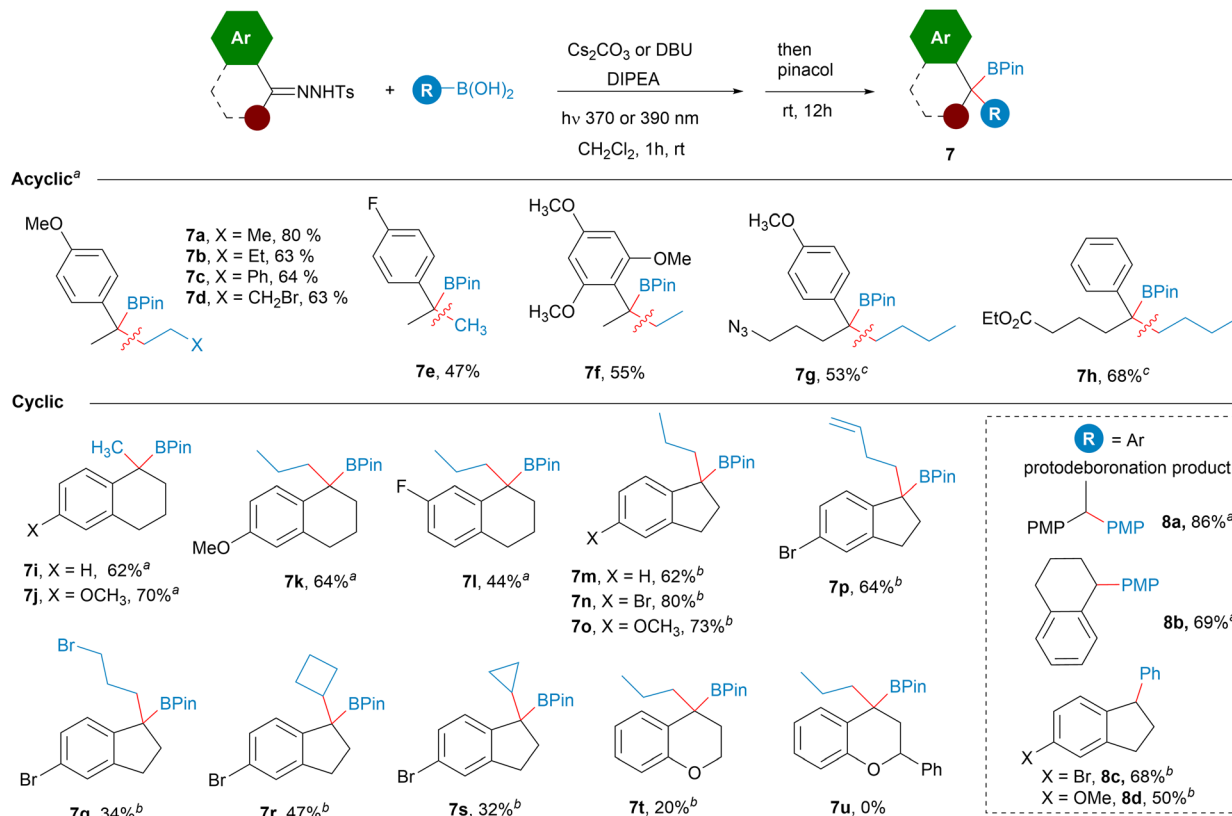 Ar
NNHTs
+
R
B(OH)2
Cs2CO3 or DBU
DIPEA
hν 370 or 390 nm
CH2Cl2, 1h, rt
then
pinacol
rt, 12h
Ar
BPin
R
7
Acyclica
MeO
BPin
X
7a, X = Me, 80 %
7b, X = Et, 63 %
7c, X = Ph, 64 %
7d, X = CH2Br, 63 %
F
BPin
CH3
7e, 47%
H3CO
OMe
H3CO
BPin
7f, 55%
H3CO
BPin
N3
7g, 53%c
BPin
EtO2C
7h, 68%c
Cyclic
H3C
BPin
X
7i, X = H, 62%a
7j, X = OCH3, 70%a
BPin
MeO
7k, 64%a
BPin
F
7l, 44%a
BPin
X
7m, X = H, 62%b
7n, X = Br, 80%b
7o, X = OCH3, 73%b
BPin
Br
7p, 64%b
Br
BPin
Br
7q, 34%b
BPin
Br
7r, 47%b
BPin
Br
7s, 32%b
BPin
O
7t, 20%b
BPin
O
Ph
7u, 0%
R = Ar
protodeboronation product
PMP
PMP
8a, 86%a
PMP
8b, 69%a
Ph
X
X = Br, 8c, 68%b
X = OMe, 8d, 50%b